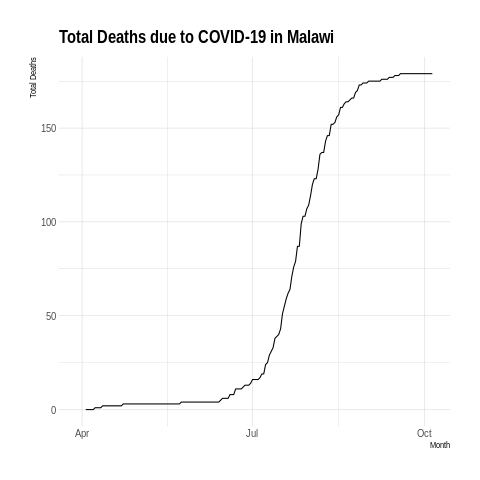 Total Deaths due to COVID-19 in Malawi
Total Deaths
150
100
50
0
Apr
Jul
Oct
Month